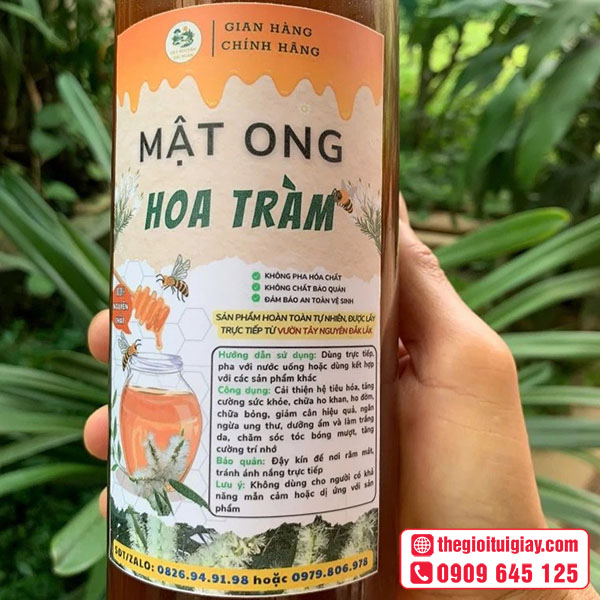 GIAN HÀNG
CHÍNH HÃNG
MẬT ONG
HOA TRÀM
KHÔNG PHA HÓA CHẤT
KHÔNG CHẤT BẢO QUẢN
ĐẢM BẢO AN TOÀN VỆ SINH
NGUYÊN
CHẤT
SẢN PHẨM HOÀN TOÀN TỰ NHIÊN, ĐƯỢC LẤY
TRỰC TIẾP TỪ VƯỜN TÂY NGUYÊN ĐẮK LẮK
Hướng dẫn sử dụng: Dùng trực tiếp,
pha với nước uống hoặc dùng kết hợp
với các sản phẩm khác
Công dụng: Cải thiện hệ tiêu hóa, tăng
cường sức khỏe, chữa ho khan, ho đờm,
chữa bỏng, giảm cân hiệu quả, ngăn
ngừa ung thư, dưỡng ẩm và làm trắng
da, chăm sóc tóc bóng mượt, tăng
cường trí nhớ
Bảo quản: Đậy kín để nơi râm mát,
tránh ánh nắng trực tiếp
Lưu ý: Không dùng cho người có khả
năng mẫn cảm hoặc dị ứng với sản
phẩm
SĐT/ZALO: 0826.94.91.98 hoặc 0979.806.978
thegioituigiay.com
0909 645 125